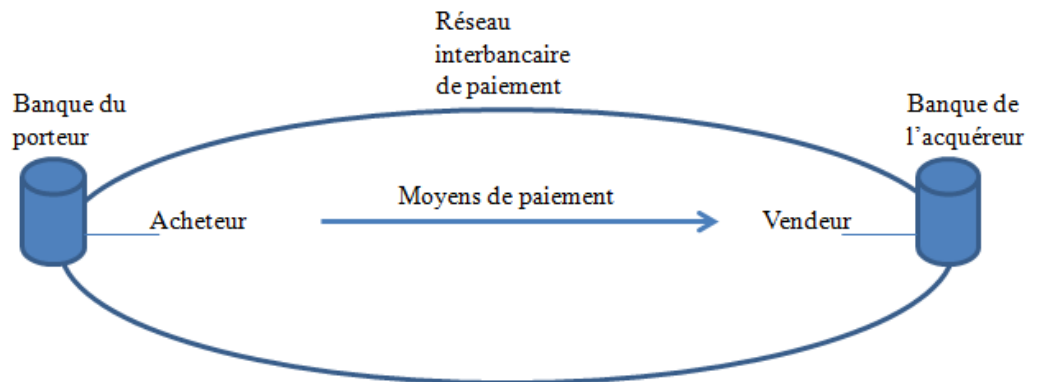 Réseau
interbancaire
de paiement
Banque du
porteur
Banque de
l’acquéreur
Moyens de paiement
Acheteur
Vendeur